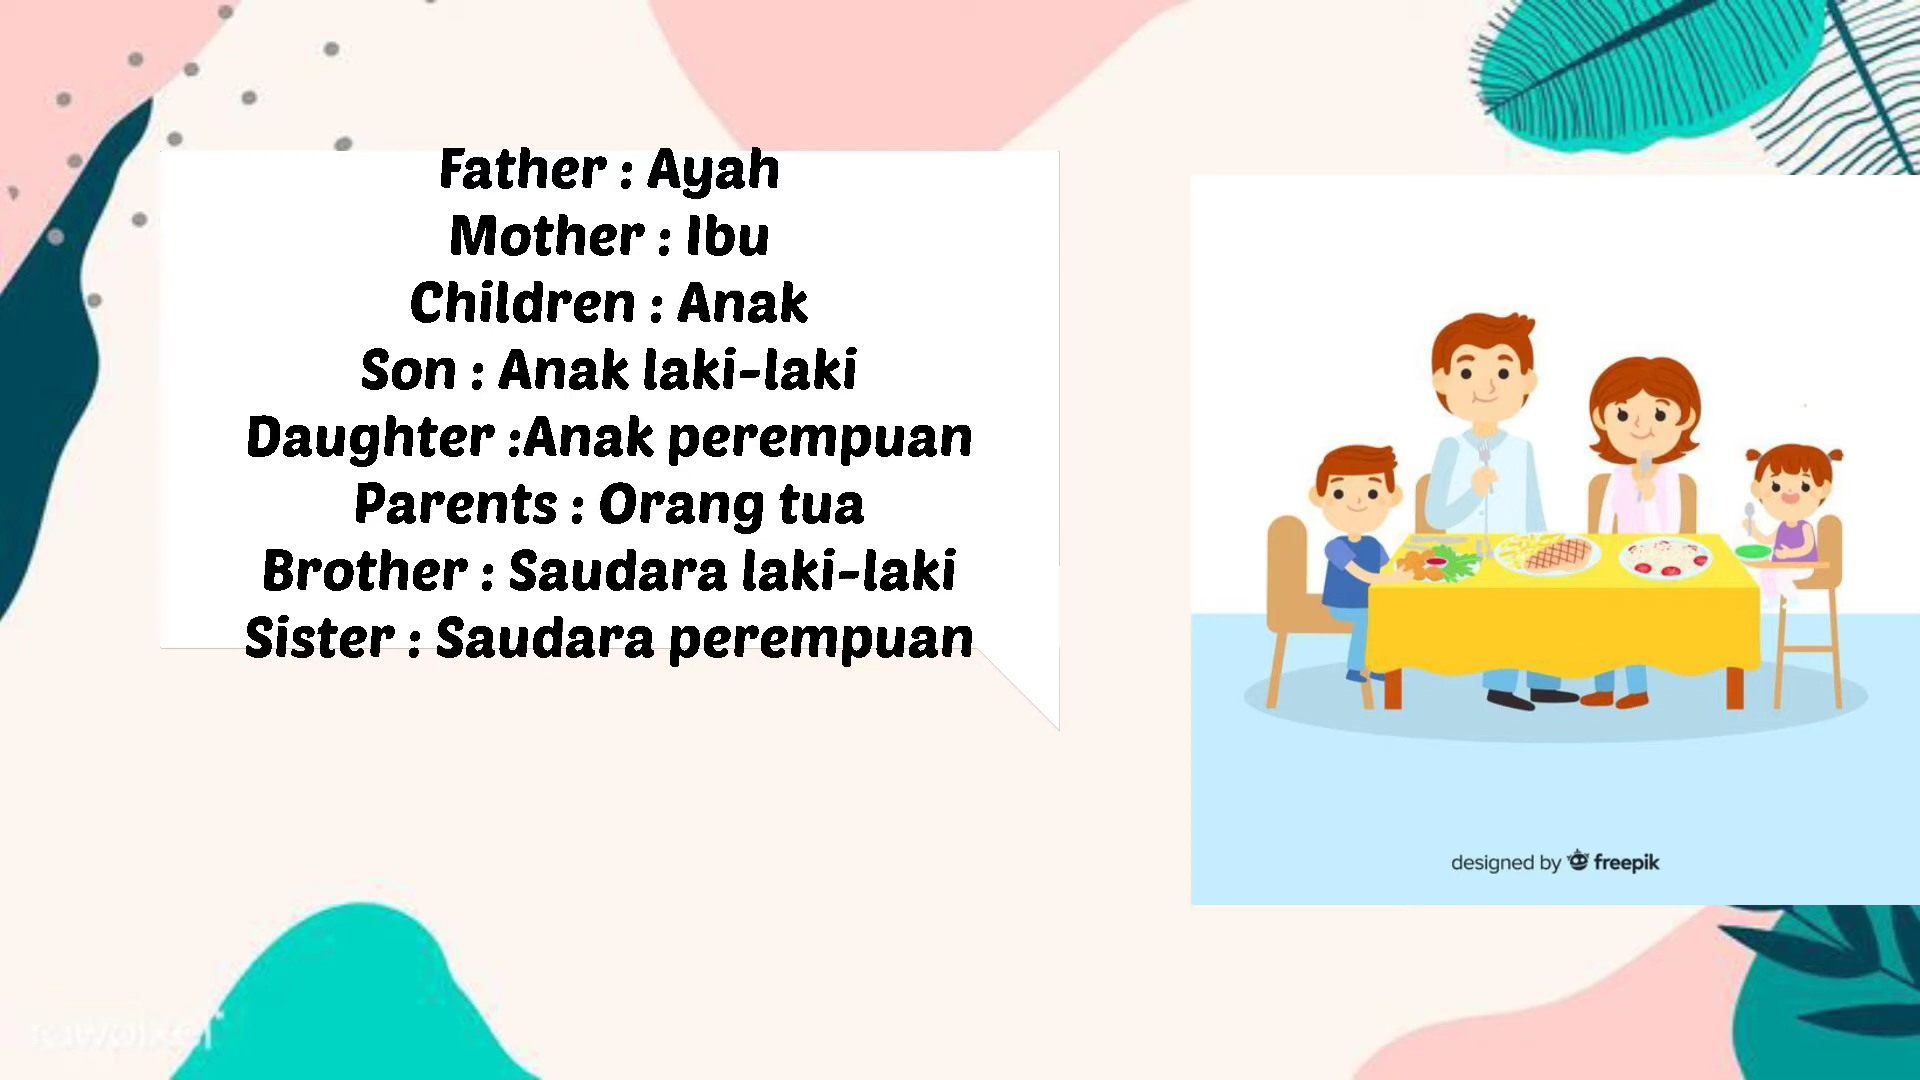 Father : Ayah
Mother : Ibu
Children : Anak
Son : Anak laki-laki
Daughter :Anak perempuan
Parents : Orang tua
Brother : Saudara laki-laki
Sister : Saudara perempuan
designed by freepik
rawpixel